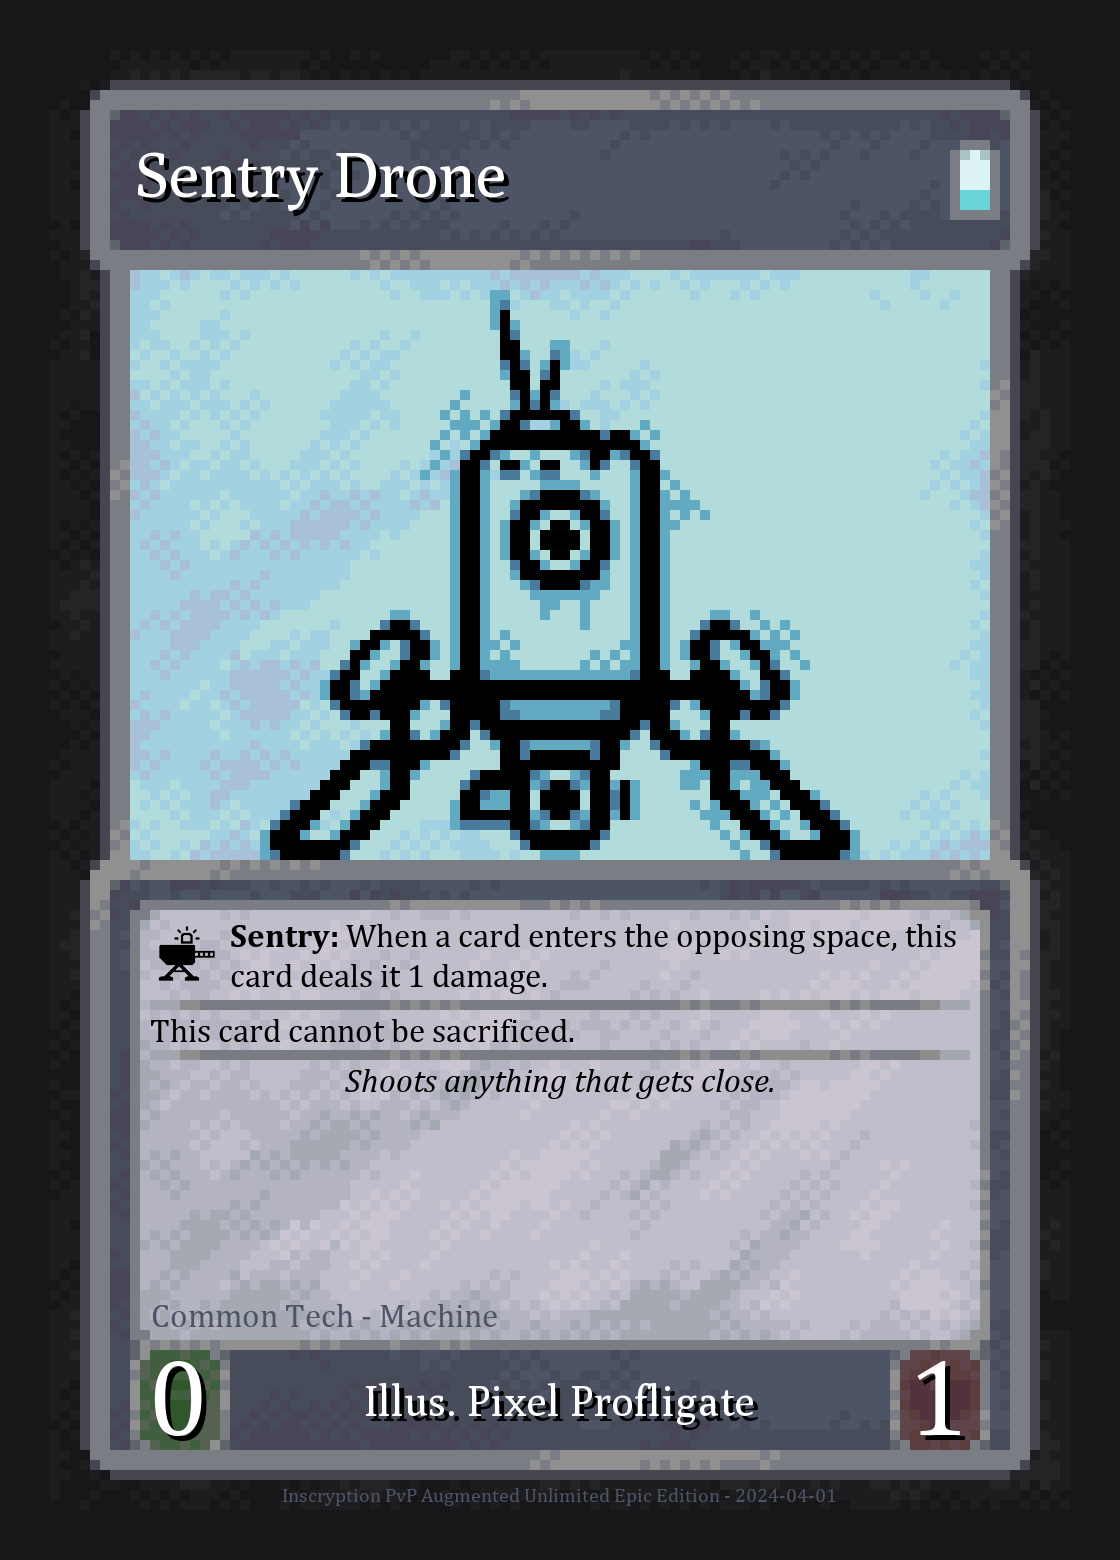 Sentry Drone
Sentry: When a card enters the opposing space, this
card deals it 1 damage.
This card cannot be sacrificed.
Shoots anything that gets close.
Common Tech - Machine
0
Illus. Pixel Profligate
1
Inscryption PvP Augmented Unlimited Epic Edition - 2024-04-01